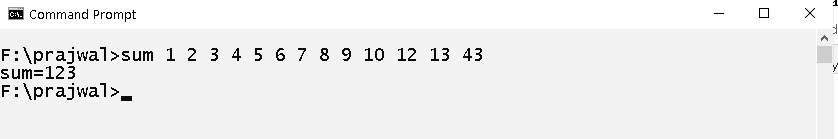 Command Prompt
F:\prajwal>sum 1 2 3 4 5 6 7 8 9 10 12 13 43
sum=123
F:\prajwal>